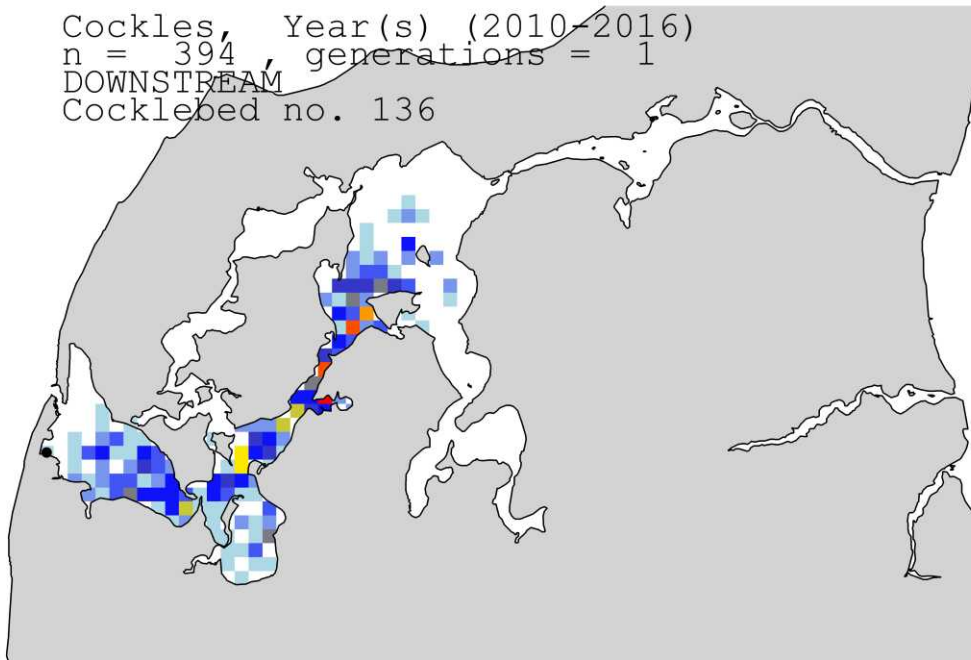 Cockles, Year(s) (2010-2016)
n = 394 , generations = 1
DOWNSTREAM
Cocklebed no. 136